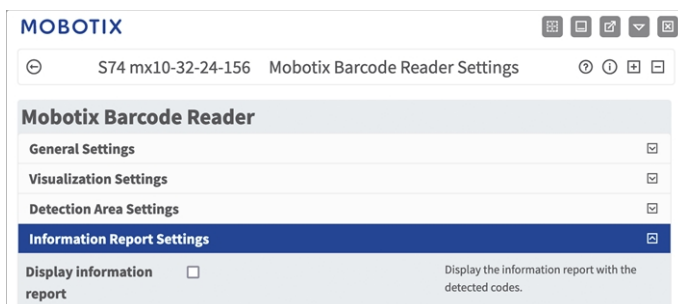 MOBOTIX
S74 mx10-32-24-156 Mobotix Barcode Reader Settings
Mobotix Barcode Reader
General Settings
Visualization Settings
Detection Area Settings
Information Report Settings
Display information report
Display the information report with the
detected codes.